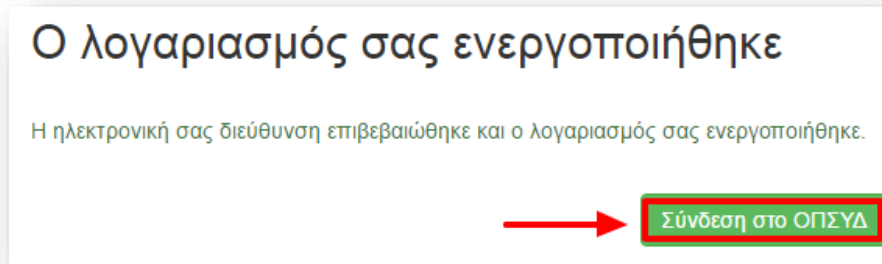 Ο λογαριασμός σας ενεργοποιήθηκε
Η ηλεκτρονική σας διεύθυνση επιβεβαιώθηκε και ο λογαριασμός σας ενεργοποιήθηκε.
Σύνδεση στο ΟΠΣΥΔ